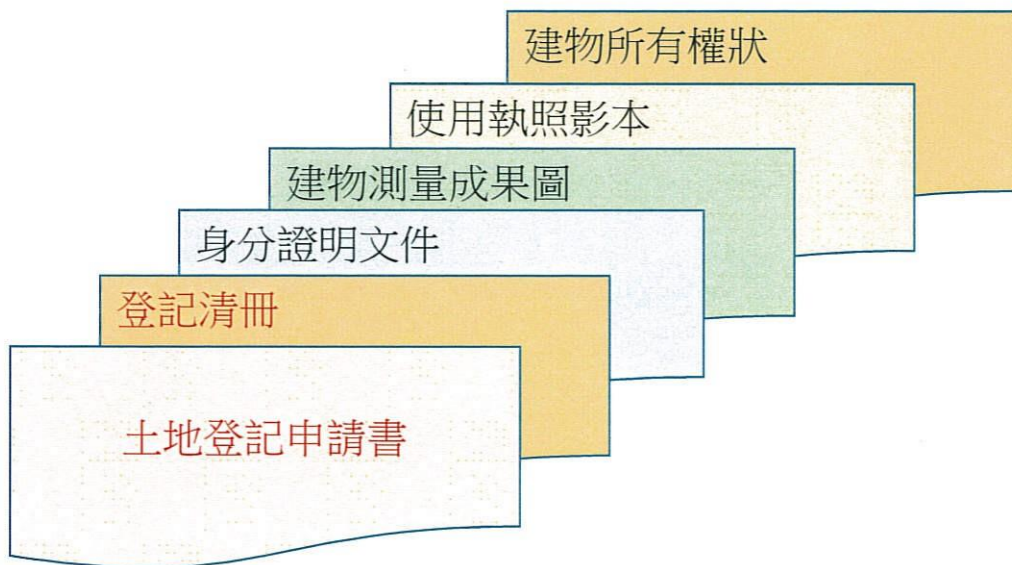 建物所有權狀
使用執照影本
建物測量成果圖
身分證明文件
登記清冊
土地登記申請書